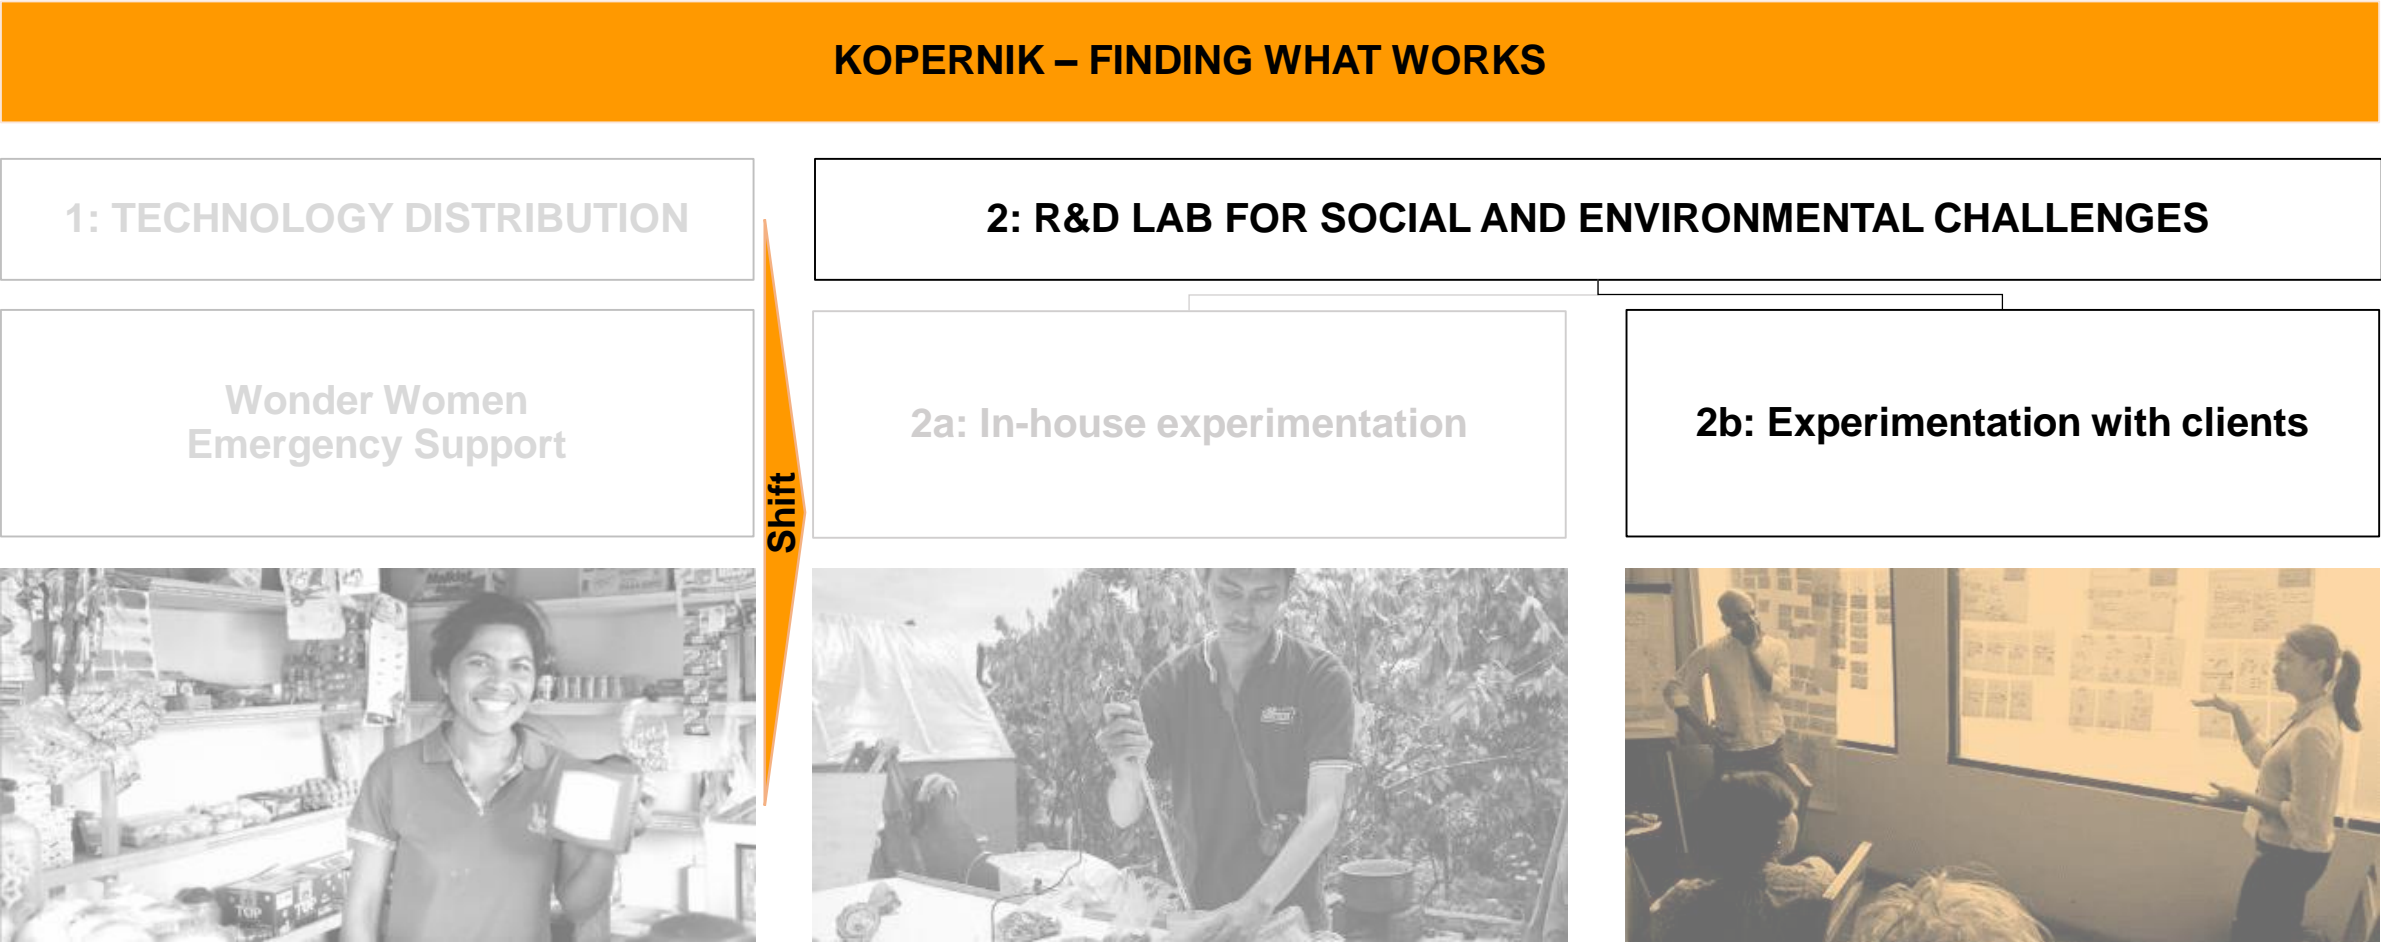 KOPERNIK – FINDING WHAT WORKS
1: TECHNOLOGY DISTRIBUTION
2: R&D LAB FOR SOCIAL AND ENVIRONMENTAL CHALLENGES
Wonder Women
Emergency Support
Shift
2a: In-house experimentation
2b: Experimentation with clients
TOP